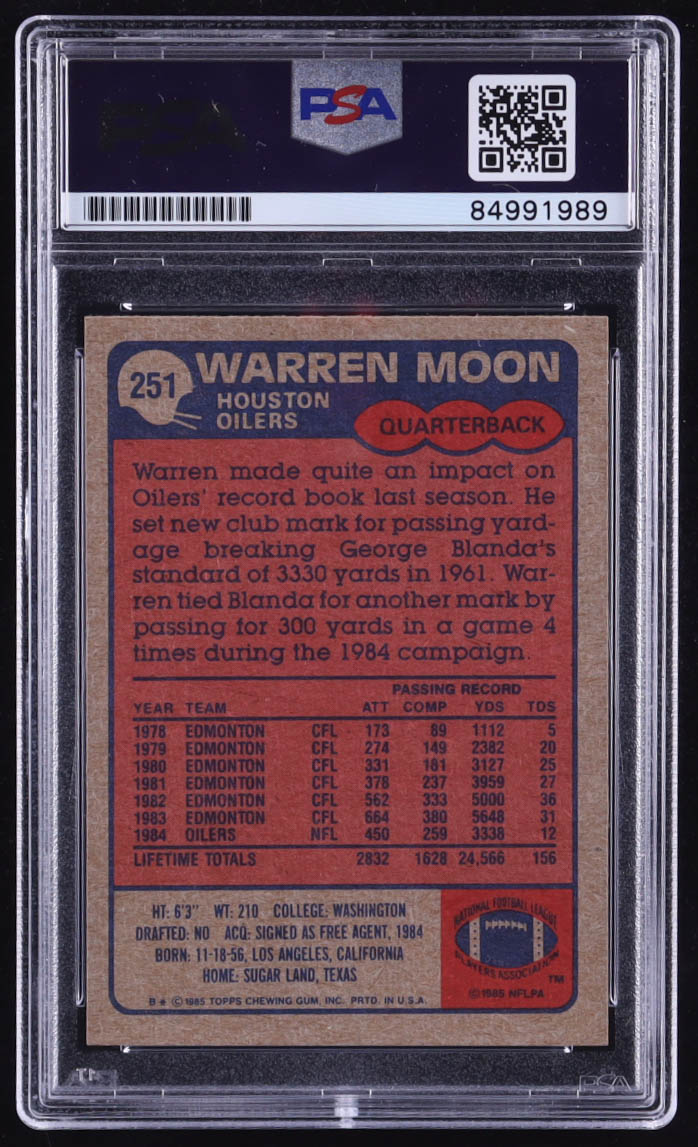 PSA
PSA
84991989
251
WARREN MOON
HOUSTON
OILERS
QUARTERBACK
Warren made quite an impact on
Oilers' record book last season. He
set new club mark for passing yard-
age breaking George Blanda's
standard of 3330 yards in 1961. War-
ren tied Blanda for another mark by
passing for 300 yards in a game 4
times during the 1984 campaign.
PASSING RECORD
YEAR TEAM ATT COMP YDS TDS
1978 EDMONTON CFL 173 89 1112 5
1979 EDMONTON CFL 274 149 2382 20
1980 EDMONTON CFL 331 181 3127 25
1981 EDMONTON CFL 378 237 3959 27
1982 EDMONTON CFL 562 333 5000 36
1983 EDMONTON CFL 664 380 5648 31
1984 OILERS NFL 450 259 3338 12
LIFETIME TOTALS 2832 1628 24,566 156
HT: 6'3" WT: 210 COLLEGE: WASHINGTON
DRAFTED: NO ACQ: SIGNED AS FREE AGENT, 1984
BORN: 11-18-56, LOS ANGELES, CALIFORNIA
HOME: SUGAR LAND, TEXAS
B* © 1985 TOPPS CHEWING GUM, INC. PRTD. IN U.S.A.
NATIONAL FOOTBALL LEAGUE
PLAYERS ASSOCIATION
TM
© 1985 NFLPA
PSA